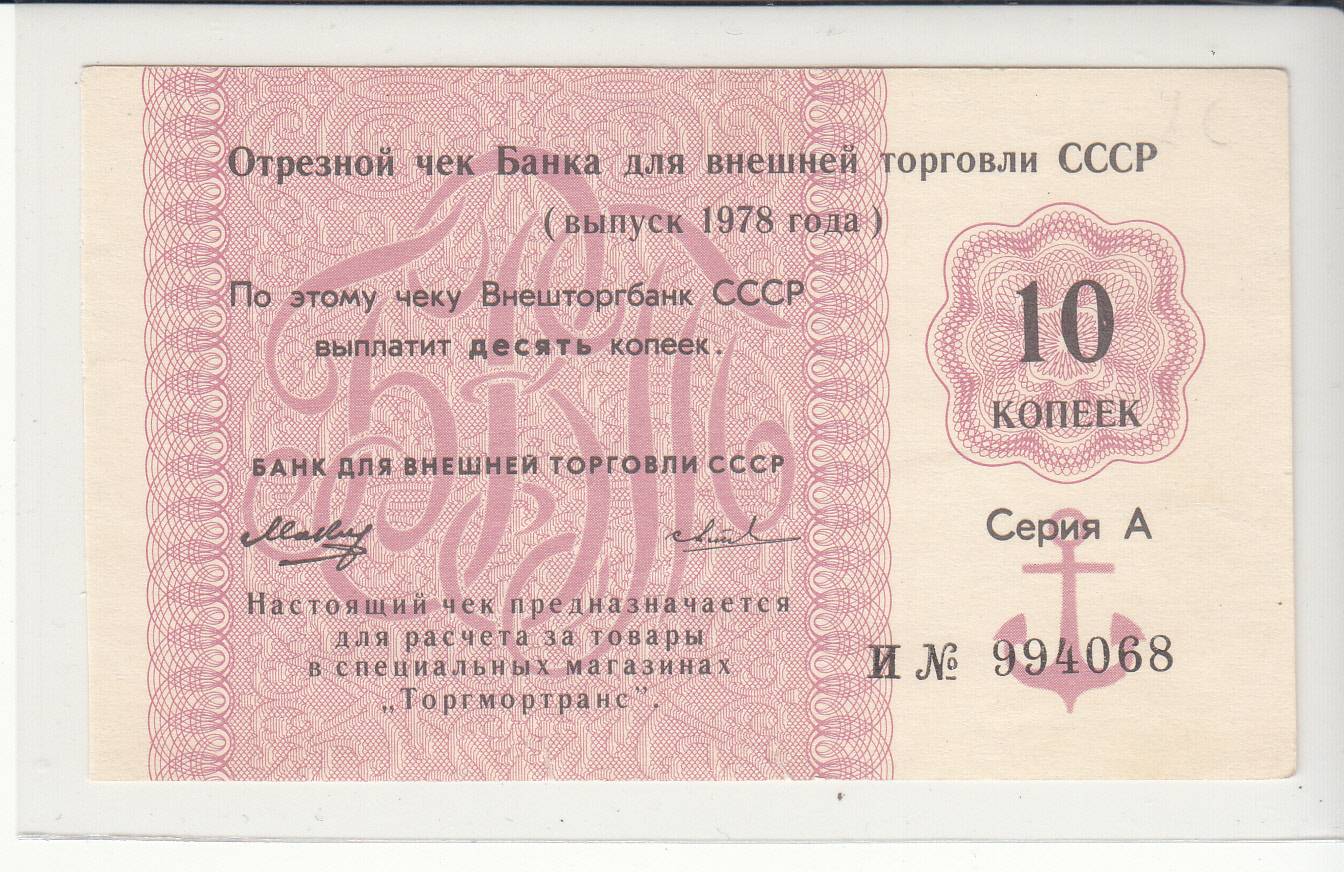 Отрезной чек Банка для внешней торговли СССР
(выпуск 1978 года)
По этому чеку Внешторгбанк СССР
выплатит десять копеек.
10
КОПЕЕК
БАНК ДЛЯ ВНЕШНЕЙ ТОРГОВЛИ СССР
Серия А
Настоящий чек предназначается
для расчета за товары
в специальных магазинах
„Торгмортранс".
И № 994068